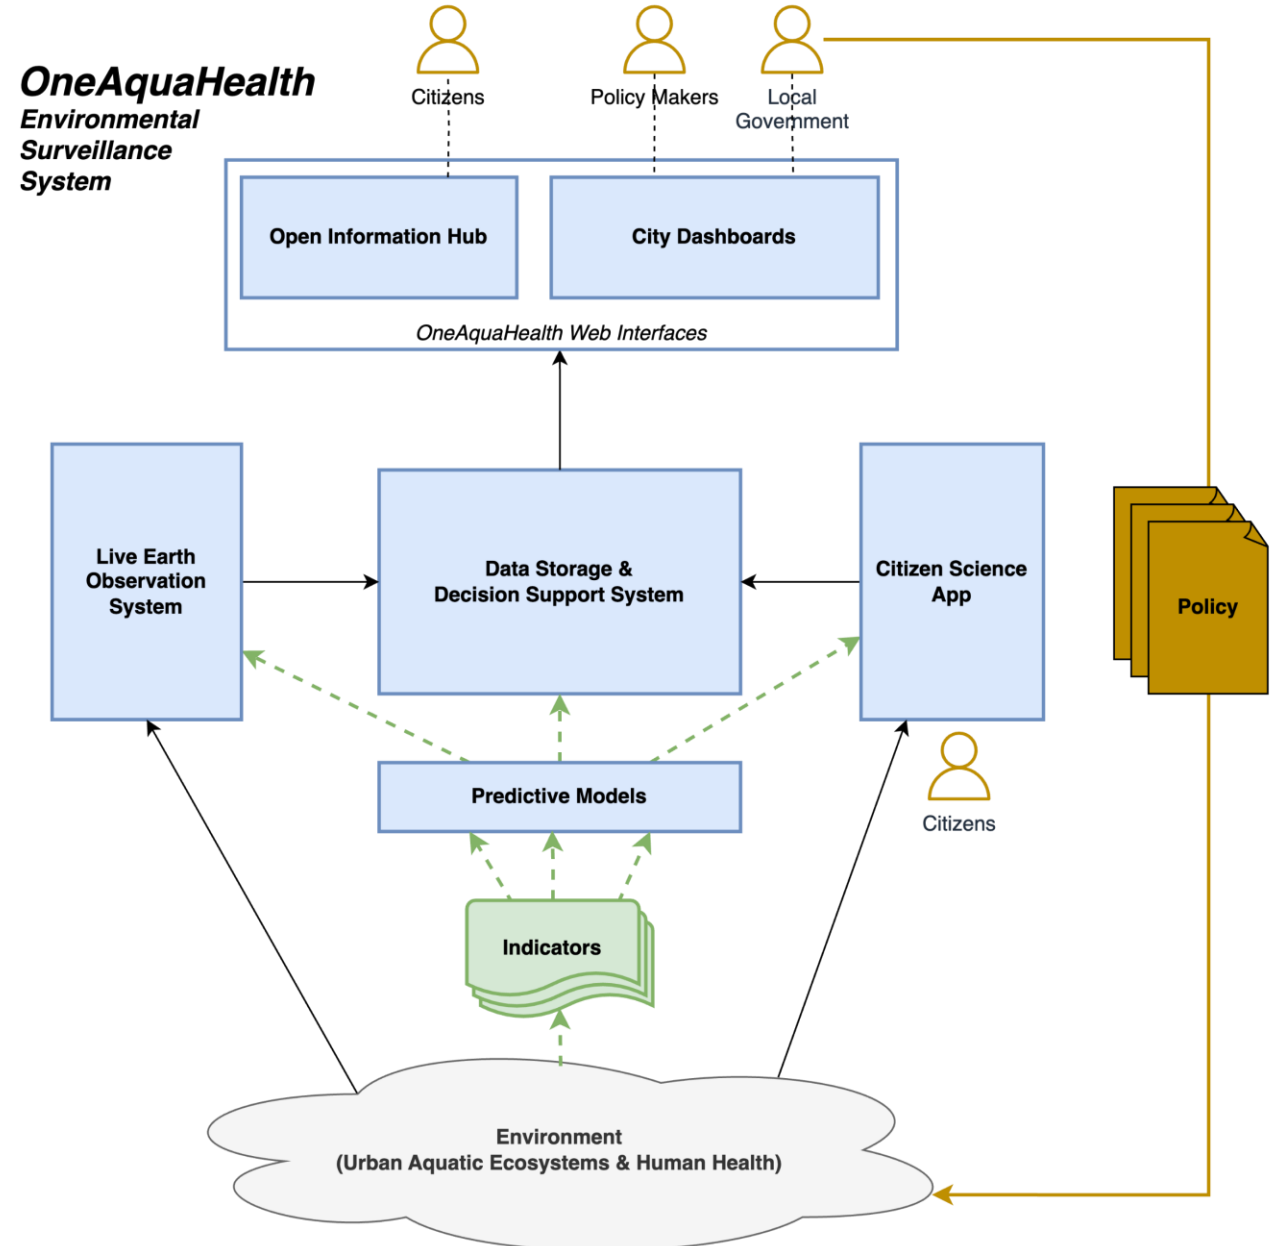 OneAquaHealth
Environmental
Surveillance
System
Citizens
Policy Makers
Local
Government
Open Information Hub
City Dashboards
OneAquaHealth Web Interfaces
Live Earth
Observation
System
Data Storage &
Decision Support System
Citizen Science
App
Policy
Predictive Models
Citizens
Indicators
Environment
(Urban Aquatic Ecosystems & Human Health)